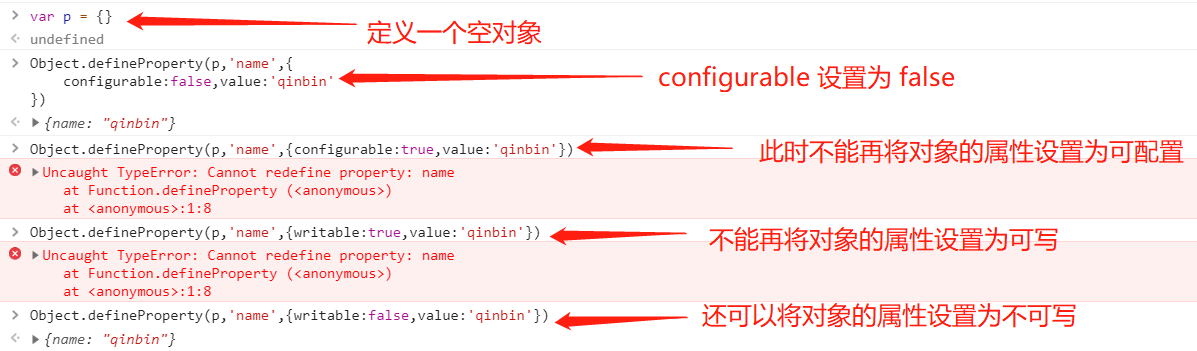 var p = {}
定义一个空对象
undefined
Object.defineProperty(p,'name',{
configurable:false,value:'qinbin'
configurable 设置为 false
})
{name: "qinbin"}
Object.defineProperty(p,'name',{configurable:true,value:'qinbin'})
此时不能再将对象的属性设置为可配置
Uncaught TypeError: Cannot redefine property: name
at Function.defineProperty (<anonymous>)
at <anonymous>:1:8
Object.defineProperty(p,'name',{writable:true,value:'qinbin'})
不能再将对象的属性设置为可写
Uncaught TypeError: Cannot redefine property: name
at Function.defineProperty (<anonymous>)
at <anonymous>:1:8
Object.defineProperty(p,'name',{writable:false,value:'qinbin'})
还可以将对象的属性设置为不可写
{name: "qinbin"}